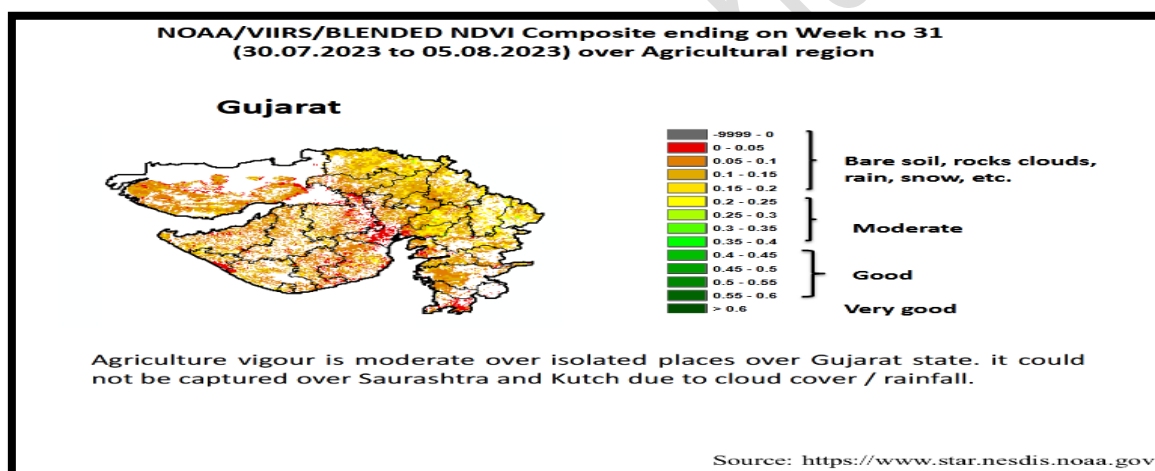 NOAA/VIIRS/BLENDED NDVI Composite ending on Week no 31
(30.07.2023 to 05.08.2023) over Agricultural region
Gujarat
-9999 - 0
0 - 0.05
0.05 - 0.1
0.1 - 0.15
0.15 - 0.2
0.2 - 0.25
0.25 - 0.3
0.3 - 0.35
0.35 - 0.4
0.4 - 0.45
0.45 - 0.5
0.5 - 0.55
0.55 - 0.6
> 0.6
Bare soil, rocks clouds,
rain, snow, etc.
Moderate
Good
Very good
Agriculture vigour is moderate over isolated places over Gujarat state. it could
not be captured over Saurashtra and Kutch due to cloud cover / rainfall.
Source: https://www.star.nesdis.noaa.gov